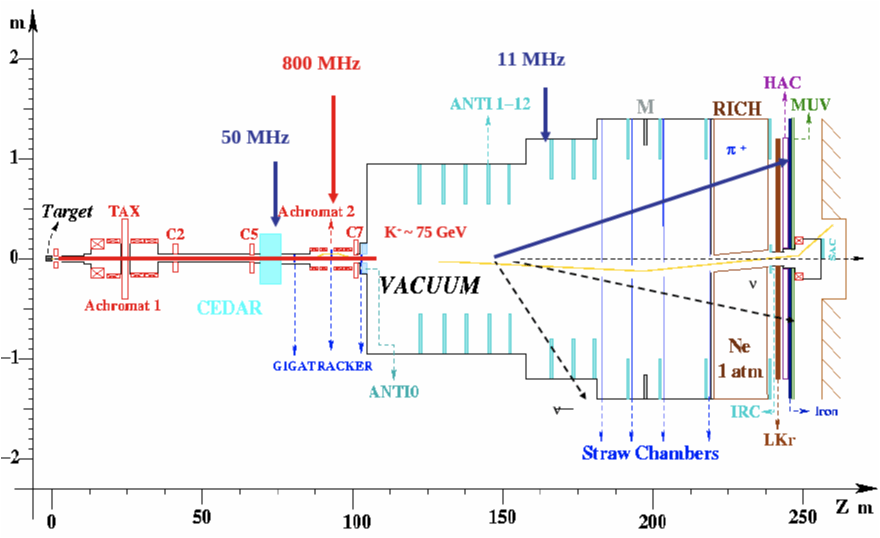 m
2
1
0
−1
−2
800 MHz
11 MHz
50 MHz
HAC
MUV
ANTI 1−12
M
RICH
π +
Target
TAX
C2
C5
Achromat 2
C7
K⁺~ 75 GeV
SAC
VACUUM
Achromat 1
CEDAR
ν
Ne
1 atm
GIGATRACKER
ANTI0
ν
IRC
Iron
LKr
Straw Chambers
0
50
100
150
200
250
Z m